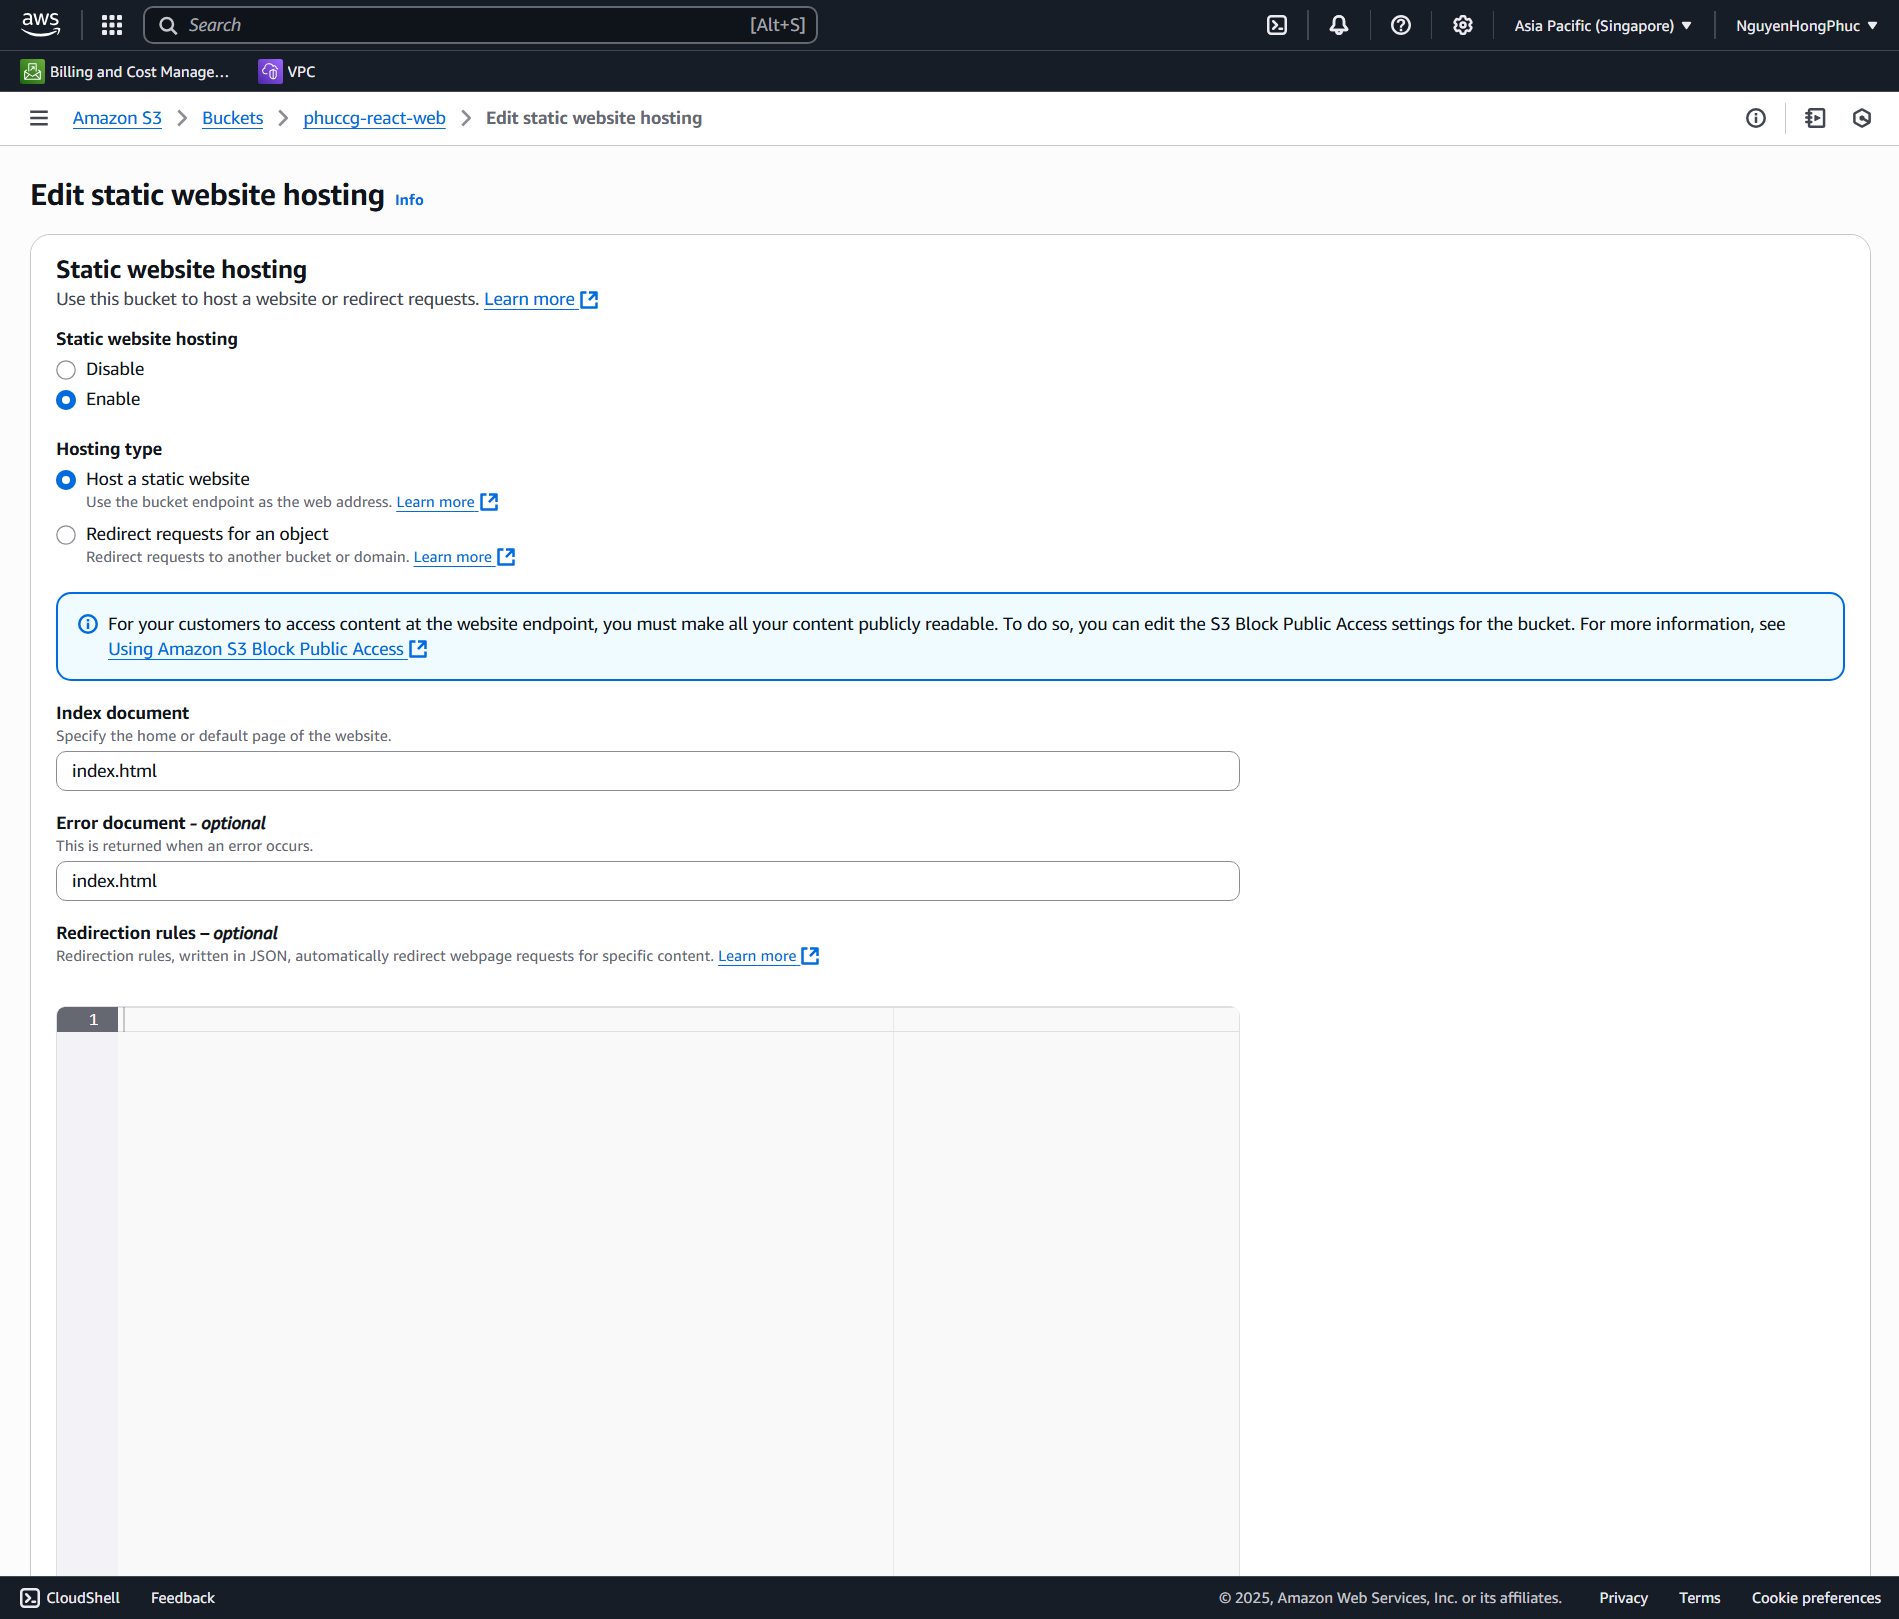 aws
Search [Alt+S]
Asia Pacific (Singapore)
NguyenHongPhuc
Billing and Cost Manage...
VPC
Amazon S3 > Buckets > phuccg-react-web > Edit static website hosting
Edit static website hosting Info
Static website hosting
Use this bucket to host a website or redirect requests. Learn more
Static website hosting
Disable
Enable
Hosting type
Host a static website
Use the bucket endpoint as the web address. Learn more
Redirect requests for an object
Redirect requests to another bucket or domain. Learn more
For your customers to access content at the website endpoint, you must make all your content publicly readable. To do so, you can edit the S3 Block Public Access settings for the bucket. For more information, see
Using Amazon S3 Block Public Access
Index document
Specify the home or default page of the website.
index.html
Error document - optional
This is returned when an error occurs.
index.html
Redirection rules – optional
Redirection rules, written in JSON, automatically redirect webpage requests for specific content. Learn more
1
CloudShell Feedback © 2025, Amazon Web Services, Inc. or its affiliates. Privacy Terms Cookie preferences